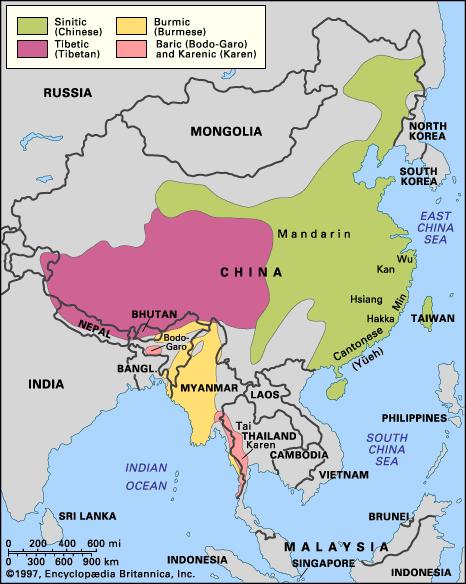 Sinitic
(Chinese)
Tibetic
(Tibetan)
Burmic
(Burmese)
Baric (Bodo-Garo)
and Karenic (Karen)
RUSSIA
MONGOLIA
NORTH
KOREA
SOUTH
KOREA
EAST
CHINA
SEA
Mandarin
Wu
Kan
CHINA
Hsiang
Min
Hakka
TAIWAN
Cantonese
(Yüeh)
BHUTAN
NEPAL
Bodo-
Garo
BANGL.
INDIA
MYANMAR
LAOS
Tai
THAILAND
Karen
CAMBODIA
VIETNAM
PHILIPPINES
SOUTH
CHINA
SEA
INDIAN
OCEAN
SRI LANKA
BRUNEI
MALAYSIA
SINGAPORE
INDONESIA
INDONESIA
0 200 400 600 mi
0 300 600 900 km
©1997, Encyclopædia Britannica, Inc.